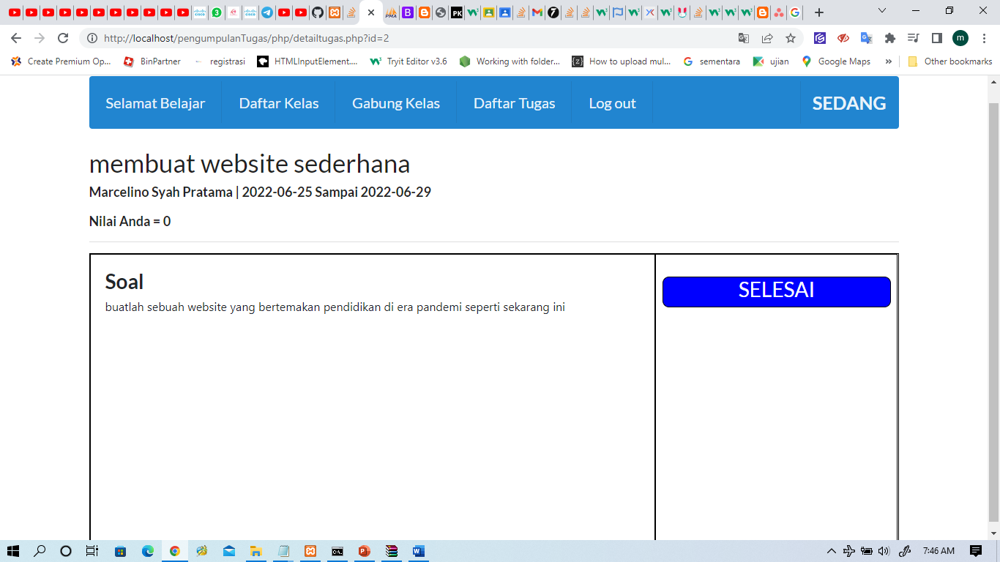 http://localhost/pengumpulanTugas/php/detailtugas.php?id=2
m
Create Premium Op...
BinPartner
registrasi
HTMLInputElement....
Tryit Editor v3.6
Working with folder...
How to upload mul...
sementara
ujian
Google Maps
»
Other bookmarks
Selamat Belajar
Daftar Kelas
Gabung Kelas
Daftar Tugas
Log out
SEDANG
membuat website sederhana
Marcelino Syah Pratama | 2022-06-25 Sampai 2022-06-29
Nilai Anda = 0
Soal
SELESAI
buatlah sebuah website yang bertemakan pendidikan di era pandemi seperti sekarang ini
7:46 AM